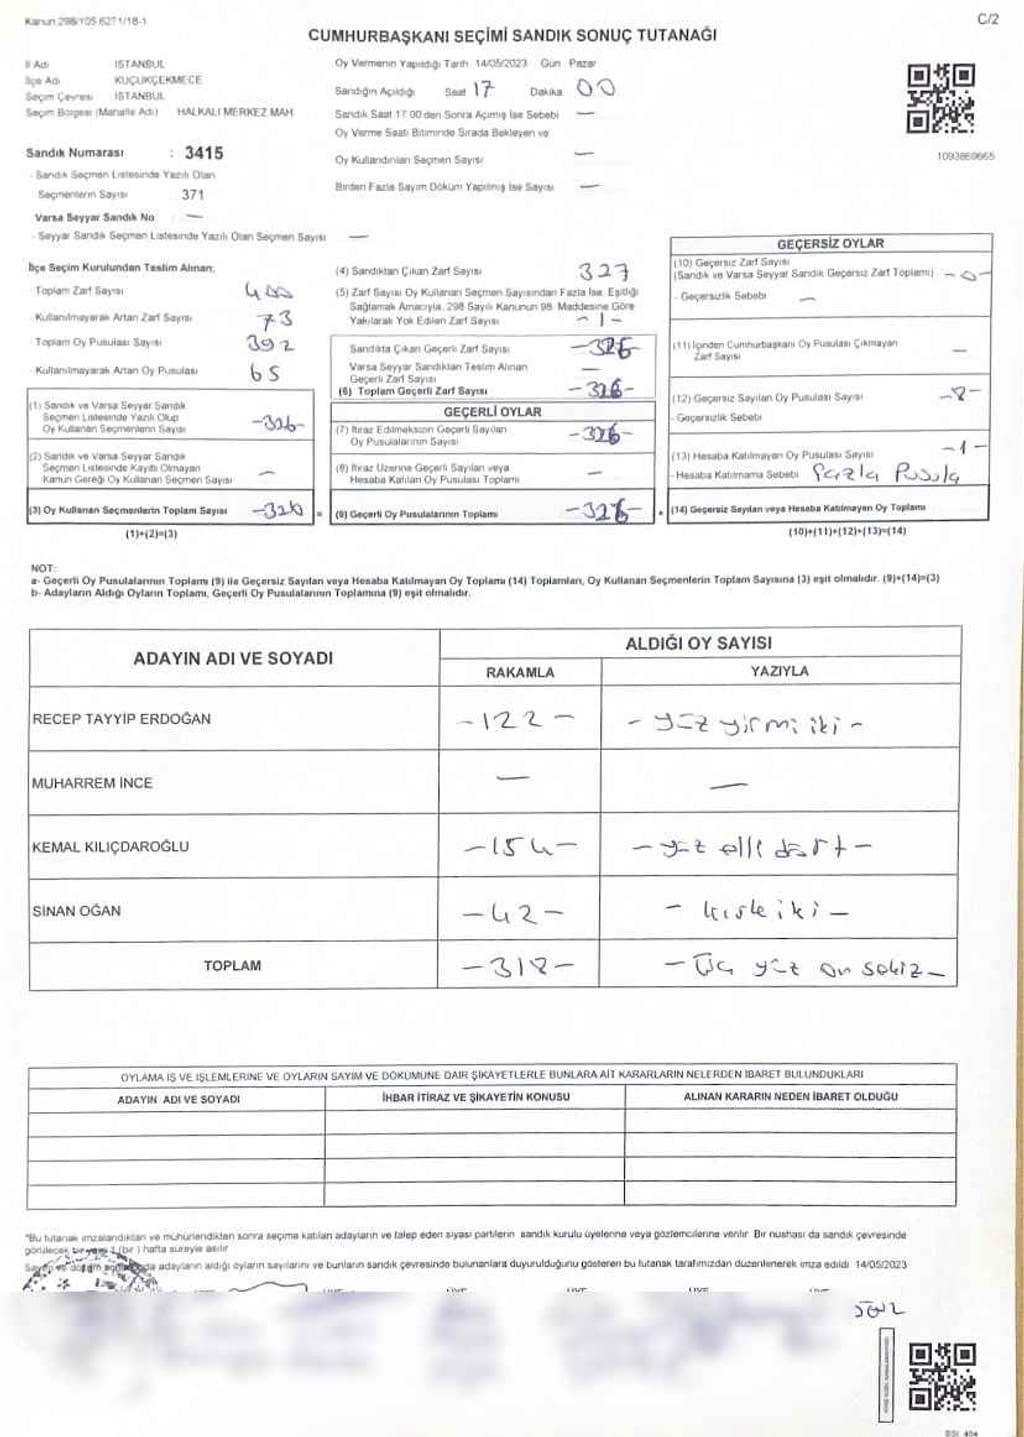 Kanun:298/105.6271/18-1
C/2
CUMHURBAŞKANI SEÇİMİ SANDIK SONUÇ TUTANAĞI
İl Adı İSTANBUL
İlçe Adı KÜÇÜKÇEKMECE
Seçim Çevresi İSTANBUL
Seçim Bölgesi (Mahalle Adı) HALKALI MERKEZ MAH.
Sandık Numarası : 3415
- Sandık Seçmen Listesinde Yazılı Olan
Seçmenlerin Sayısı 371
Varsa Seyyar Sandık No —
- Seyyar Sandık Seçmen Listesinde Yazılı Olan Seçmen Sayısı —
Oy Vermenin Yapıldığı Tarih 14/05/2023 Gün Pazar
Sandığın Açıldığı Saat 17 Dakika 00
Sandık Saat 17.00 den Sonra Açılmış İse Sebebi —
Oy Verme Saati Bitiminde Sırada Bekleyen ve
Oy Kullandırılan Seçmen Sayısı —
Birden Fazla Sayım Döküm Yapılmış İse Sayısı —
1093869665
İlçe Seçim Kurulundan Teslim Alınan;
- Toplam Zarf Sayısı 400
- Kullanılmayarak Artan Zarf Sayısı 73
- Toplam Oy Pusulası Sayısı 392
- Kullanılmayarak Artan Oy Pusulası 65
(1) Sandık ve Varsa Seyyar Sandık
Seçmen Listesinde Yazılı Olup
Oy Kullanan Seçmenlerin Sayısı -326-
(2) Sandık ve Varsa Seyyar Sandık
Seçmen Listesinde Kayıtlı Olmayan
Kanun Gereği Oy Kullanan Seçmen Sayısı —
(3) Oy Kullanan Seçmenlerin Toplam Sayısı -326 =
(1)+(2)=(3)
(4) Sandıktan Çıkan Zarf Sayısı 327
(5) Zarf Sayısı Oy Kullanan Seçmen Sayısından Fazla İse, Eşitliği
Sağlamak Amacıyla, 298 Sayılı Kanunun 98. Maddesine Göre
Yakılarak Yok Edilen Zarf Sayısı -1-
Sandıkta Çıkan Geçerli Zarf Sayısı -326-
Varsa Seyyar Sandıktan Teslim Alınan
Geçerli Zarf Sayısı —
(6) Toplam Geçerli Zarf Sayısı -326-
GEÇERLİ OYLAR
(7) İtiraz Edilmeksizin Geçerli Sayılan
Oy Pusulalarının Sayısı -326-
(8) İtiraz Üzerine Geçerli Sayılan veya
Hesaba Katılan Oy Pusulası Toplamı —
(9) Geçerli Oy Pusulalarının Toplamı -326- +
GEÇERSİZ OYLAR
(10) Geçersiz Zarf Sayısı
(Sandık ve Varsa Seyyar Sandık Geçersiz Zarf Toplamı) -0-
- Geçersizlik Sebebi —
(11) İçinden Cumhurbaşkanı Oy Pusulası Çıkmayan
Zarf Sayısı —
(12) Geçersiz Sayılan Oy Pusulası Sayısı -8-
- Geçersizlik Sebebi
(13) Hesaba Katılmayan Oy Pusulası Sayısı -1-
- Hesaba Katılmama Sebebi fazla Pusula
(14) Geçersiz Sayılan veya Hesaba Katılmayan Oy Toplamı
(10)+(11)+(12)+(13)=(14)
NOT:
a- Geçerli Oy Pusulalarının Toplamı (9) ile Geçersiz Sayılan veya Hesaba Katılmayan Oy Toplamı (14) Toplamları, Oy Kullanan Seçmenlerin Toplam Sayısına (3) eşit olmalıdır. (9)+(14)=(3)
b- Adayların Aldığı Oyların Toplamı, Geçerli Oy Pusulalarının Toplamına (9) eşit olmalıdır.
ADAYIN ADI VE SOYADI
ALDIĞI OY SAYISI
RAKAMLA YAZIYLA
RECEP TAYYİP ERDOĞAN -122- - yüz yirmi iki -
MUHARREM İNCE — —
KEMAL KILIÇDAROĞLU -154- - yüz elli dört -
SİNAN OĞAN -42- - kırk iki -
TOPLAM -318- - Üç yüz on sekiz -
OYLAMA İŞ VE İŞLEMLERİNE VE OYLARIN SAYIM VE DÖKÜMÜNE DAİR ŞİKAYETLERLE BUNLARA AİT KARARLARIN NELERDEN İBARET BULUNDUKLARI
ADAYIN ADI VE SOYADI İHBAR İTİRAZ VE ŞİKAYETİN KONUSU ALINAN KARARIN NEDEN İBARET OLDUĞU
*Bu tutanak imzalandıktan ve mühürlendikten sonra seçime katılan adayların ve talep eden siyasi partilerin sandık kurulu üyelerine veya gözlemcilerine verilir. Bir nushası da sandık çevresinde
görülecek bir yere 1 (bir) hafta süreyle asılır.
Sayım ve döküm adayların aldığı oyların sayılarını ve bunların sandık çevresinde bulunanlara duyurulduğunu gösteren bu tutanak tarafımızdan düzenlenerek imza edildi. 14/05/2023